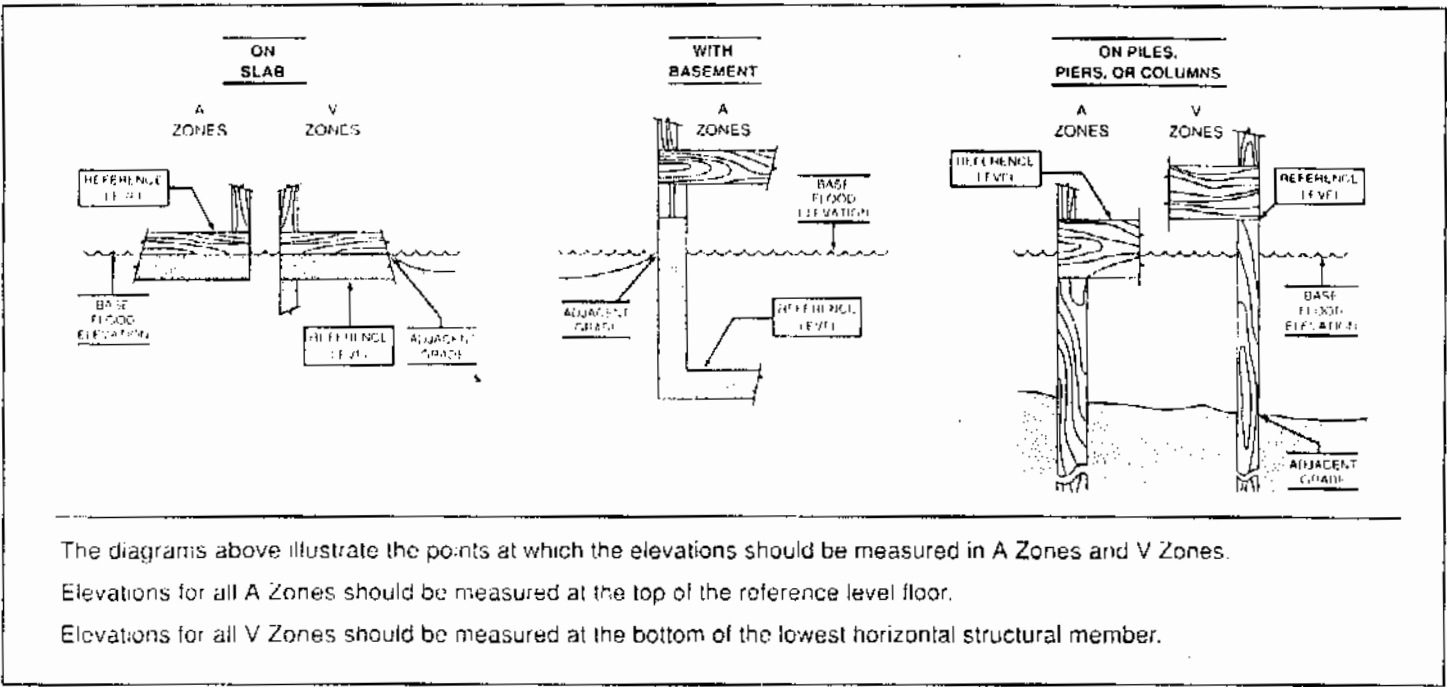 ON
SLAB
A
ZONES
V
ZONES
REFERENCE
LEVEL
BASE
FLOOD
ELEVATION
REFERENCE
LEVEL
ADJACENT
GRADE
WITH
BASEMENT
A
ZONES
BASE
FLOOD
ELEVATION
ADJACENT
GRADE
REFERENCE
LEVEL
ON PILES,
PIERS, OR COLUMNS
A
ZONES
V
ZONES
REFERENCE
LEVEL
REFERENCE
LEVEL
BASE
FLOOD
ELEVATION
ADJACENT
GRADE
The diagrams above illustrate the points at which the elevations should be measured in A Zones and V Zones.
Elevations for all A Zones should be measured at the top of the reference level floor.
Elevations for all V Zones should be measured at the bottom of the lowest horizontal structural member.